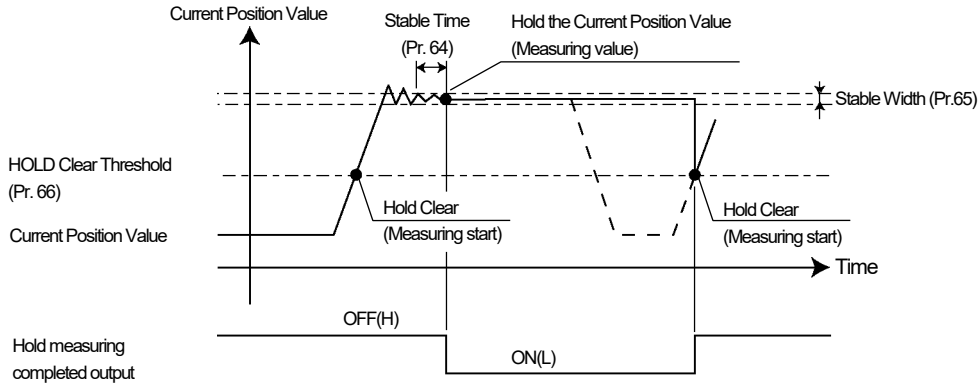 Current Position Value
Stable Time
(Pr. 64)
Hold the Current Position Value
(Measuring value)
Stable Width (Pr.65)
HOLD Clear Threshold
(Pr. 66)
Hold Clear
(Measuring start)
Hold Clear
(Measuring start)
Current Position Value
Time
OFF(H)
Hold measuring
completed output
ON(L)